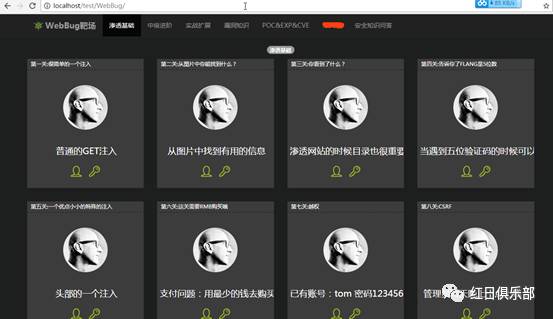 localhost/test/WebBug/
85 KB/s
WebBug靶场
渗透基础
中级进阶
实战扩展
漏洞知识
POC&EXP&CVE
安全知识问答
渗透基础
第一关:很简单的一个注入
第二关:从图片中你能找到什么？
第三关:你看到了什么？
第四关:告诉你了FLANG是5位数
普通的GET注入
从图片中找到有用的信息
渗透网站的时候目录也很重要
当遇到五位验证码的时候可以
第五关:一个优点小小的特殊的注入
第六关:这关需要RMB购买哦
第七关:越权
第八关:CSRF
头部的一个注入
支付问题：用最少的钱去购买
已有账号：tom 密码123456
管理员
红日俱乐部